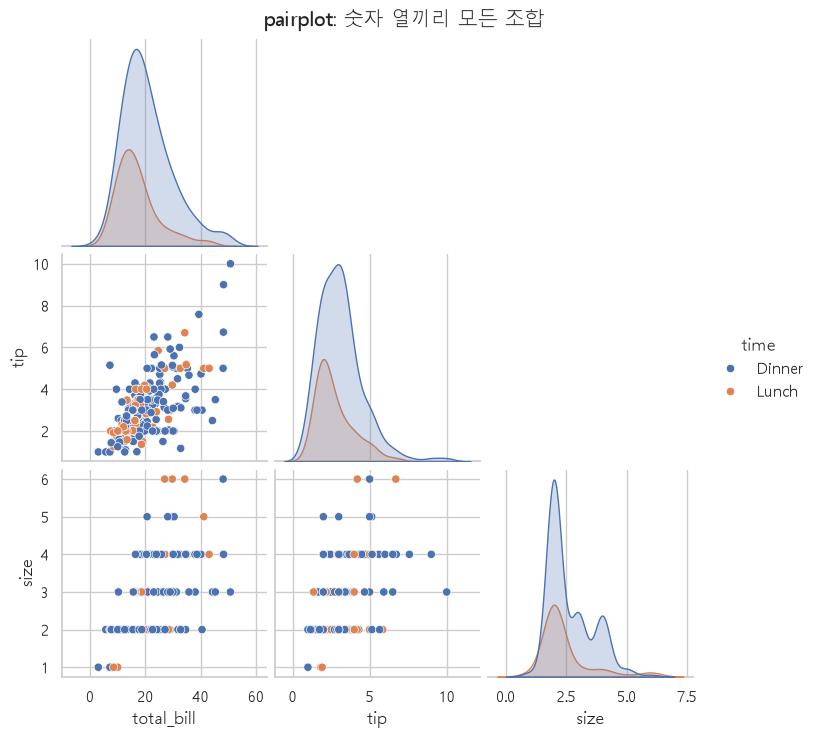 pairplot: 숫자 열끼리 모든 조합
10
8
6
4
2
tip
time
Dinner
Lunch
6
5
4
3
2
1
size
0 20 40 60
total_bill
0 5 10
tip
0.0 2.5 5.0 7.5
size